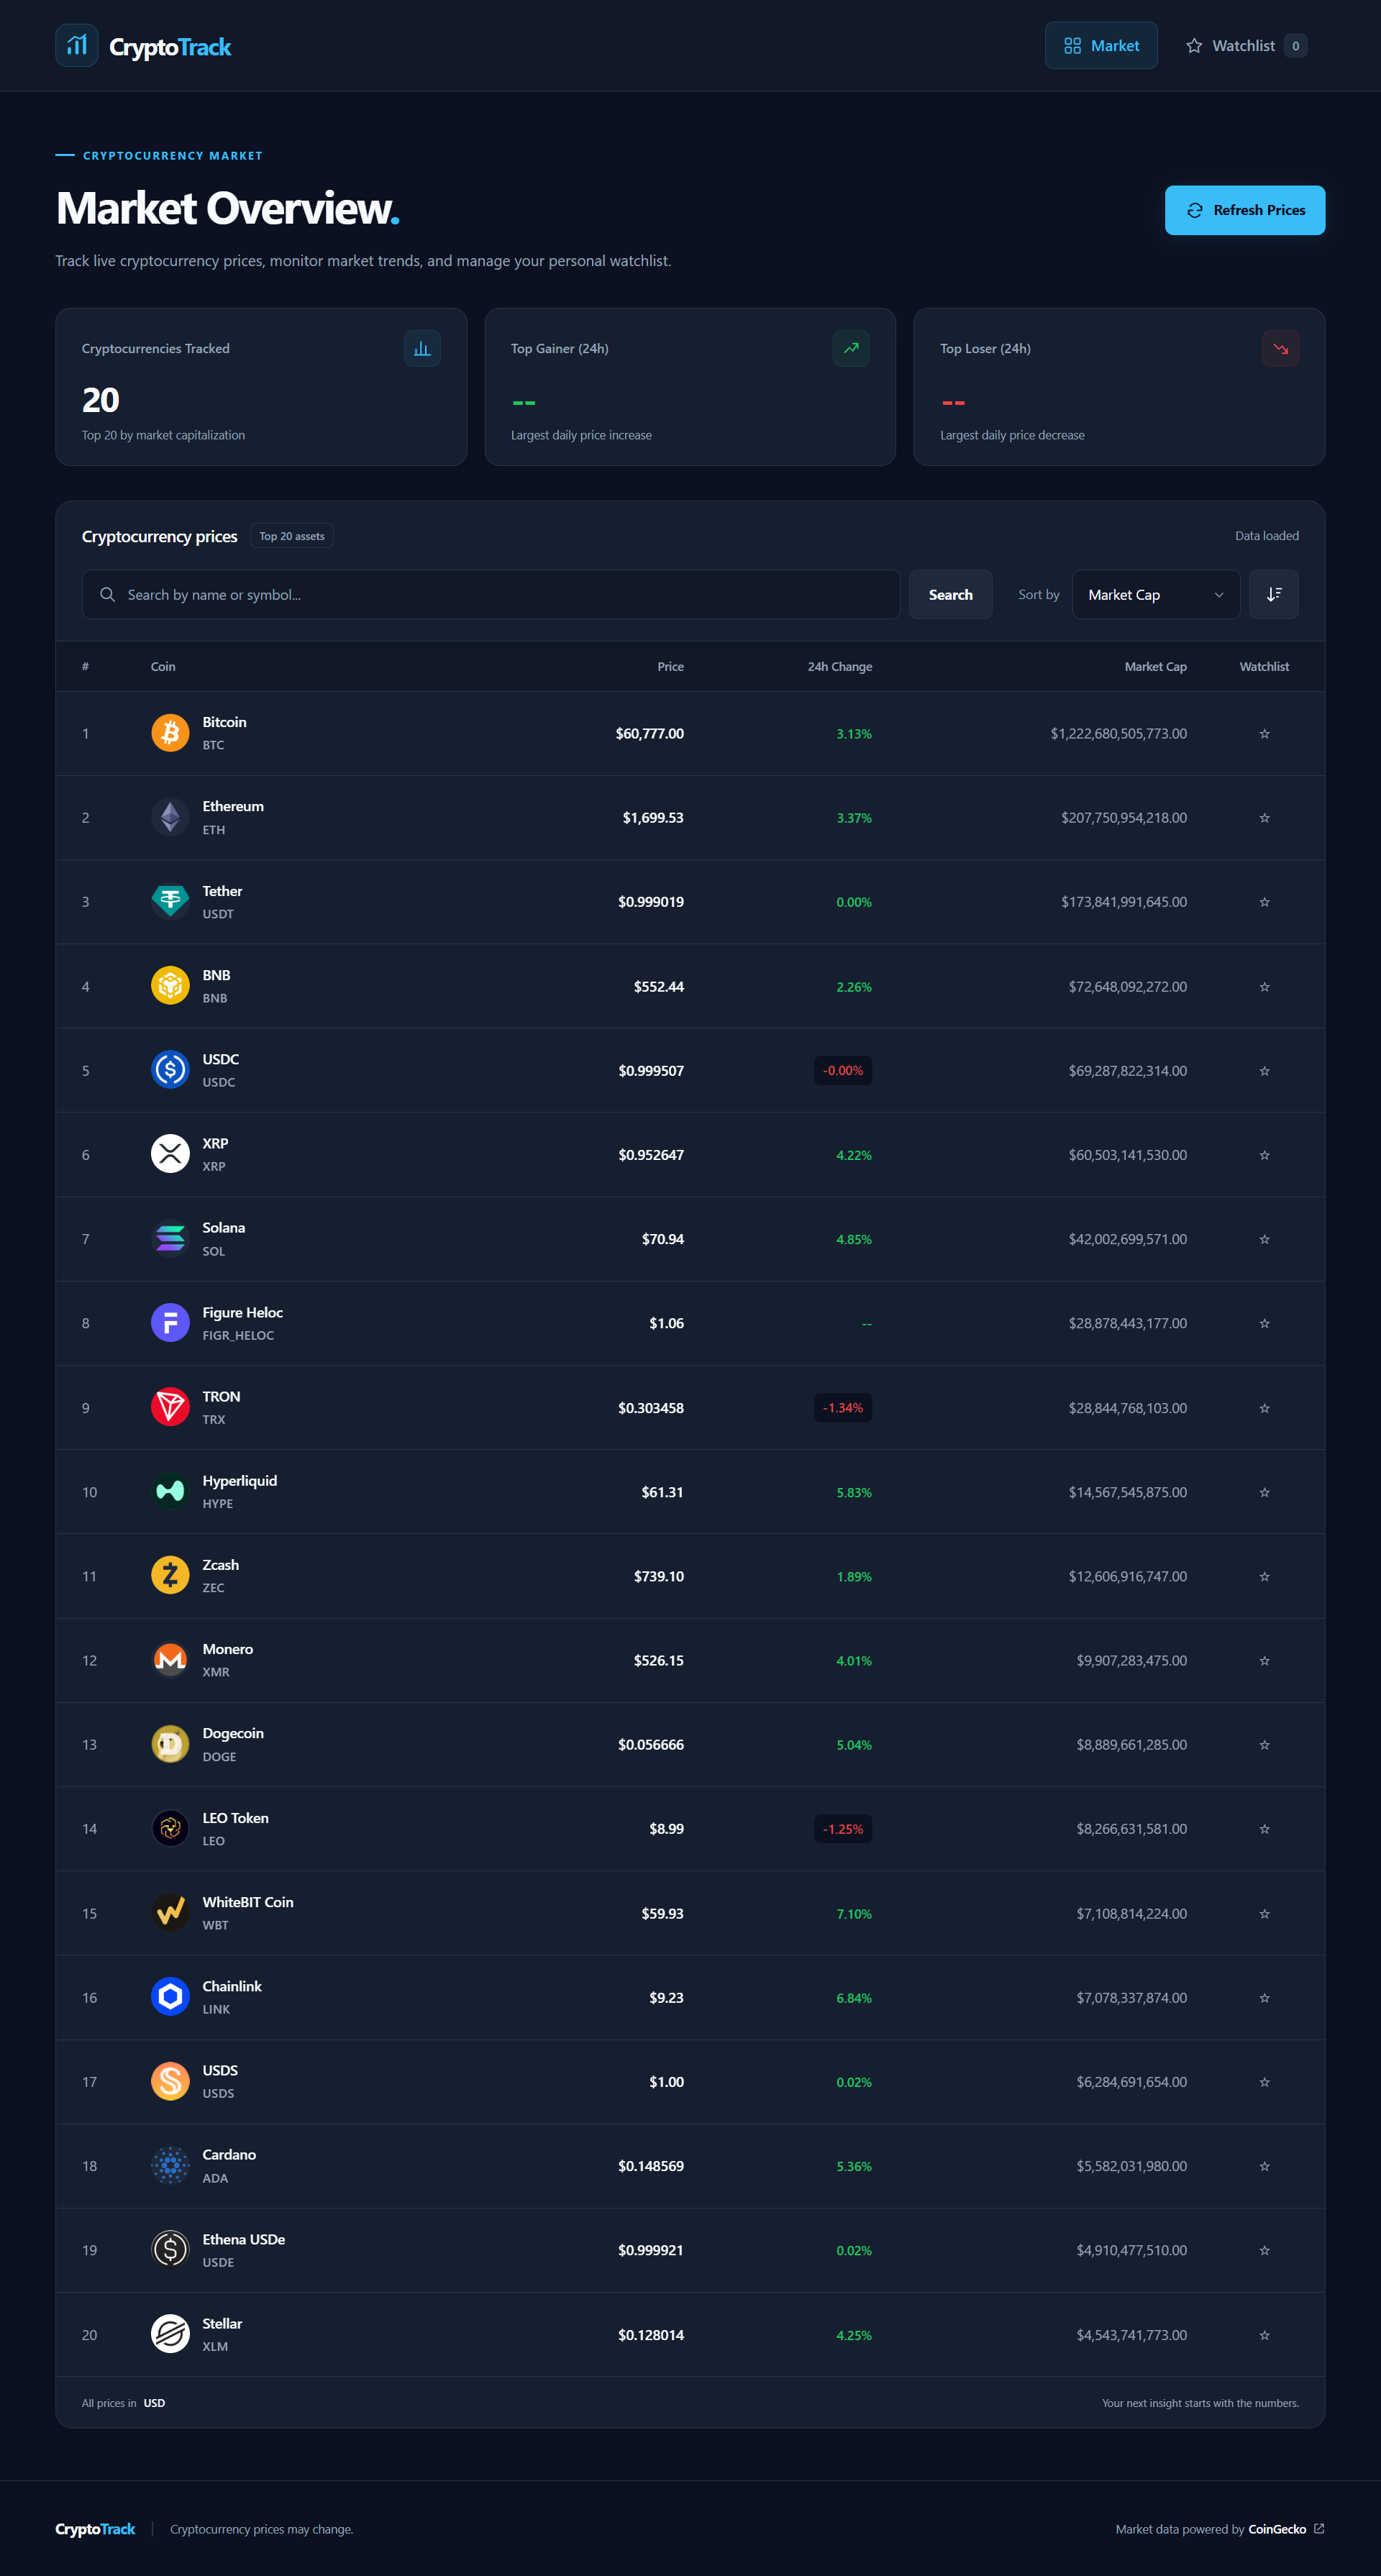 CryptoTrack
Market
Watchlist 0
CRYPTOCURRENCY MARKET
Market Overview.
Refresh Prices
Track live cryptocurrency prices, monitor market trends, and manage your personal watchlist.
Cryptocurrencies Tracked
20
Top 20 by market capitalization
Top Gainer (24h)
--
Largest daily price increase
Top Loser (24h)
--
Largest daily price decrease
Cryptocurrency prices Top 20 assets Data loaded
Search by name or symbol... Search Sort by Market Cap
# Coin Price 24h Change Market Cap Watchlist
1 Bitcoin $60,777.00 3.13% $1,222,680,505,773.00
BTC
2 Ethereum $1,699.53 3.37% $207,750,954,218.00
ETH
3 Tether $0.999019 0.00% $173,841,991,645.00
USDT
4 BNB $552.44 2.26% $72,648,092,272.00
BNB
5 USDC $0.999507 -0.00% $69,287,822,314.00
USDC
6 XRP $0.952647 4.22% $60,503,141,530.00
XRP
7 Solana $70.94 4.85% $42,002,699,571.00
SOL
8 Figure Heloc $1.06 -- $28,878,443,177.00
FIGR_HELOC
9 TRON $0.303458 -1.34% $28,844,768,103.00
TRX
10 Hyperliquid $61.31 5.83% $14,567,545,875.00
HYPE
11 Zcash $739.10 1.89% $12,606,916,747.00
ZEC
12 Monero $526.15 4.01% $9,907,283,475.00
XMR
13 Dogecoin $0.056666 5.04% $8,889,661,285.00
DOGE
14 LEO Token $8.99 -1.25% $8,266,631,581.00
LEO
15 WhiteBIT Coin $59.93 7.10% $7,108,814,224.00
WBT
16 Chainlink $9.23 6.84% $7,078,337,874.00
LINK
17 USDS $1.00 0.02% $6,284,691,654.00
USDS
18 Cardano $0.148569 5.36% $5,582,031,980.00
ADA
19 Ethena USDe $0.999921 0.02% $4,910,477,510.00
USDE
20 Stellar $0.128014 4.25% $4,543,741,773.00
XLM
All prices in USD Your next insight starts with the numbers.
CryptoTrack Cryptocurrency prices may change. Market data powered by CoinGecko